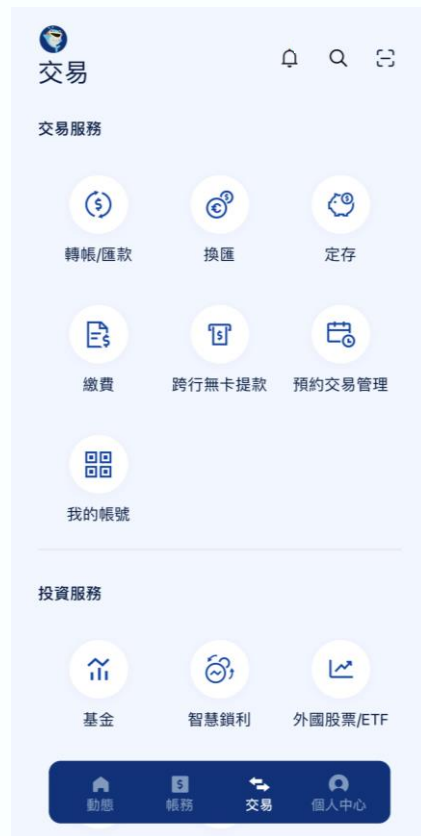 交易
交易服務
轉帳/匯款 換匯 定存
繳費 跨行無卡提款 預約交易管理
我的帳號
投資服務
基金 智慧鎖利 外國股票/ETF
動態 帳務 交易 個人中心